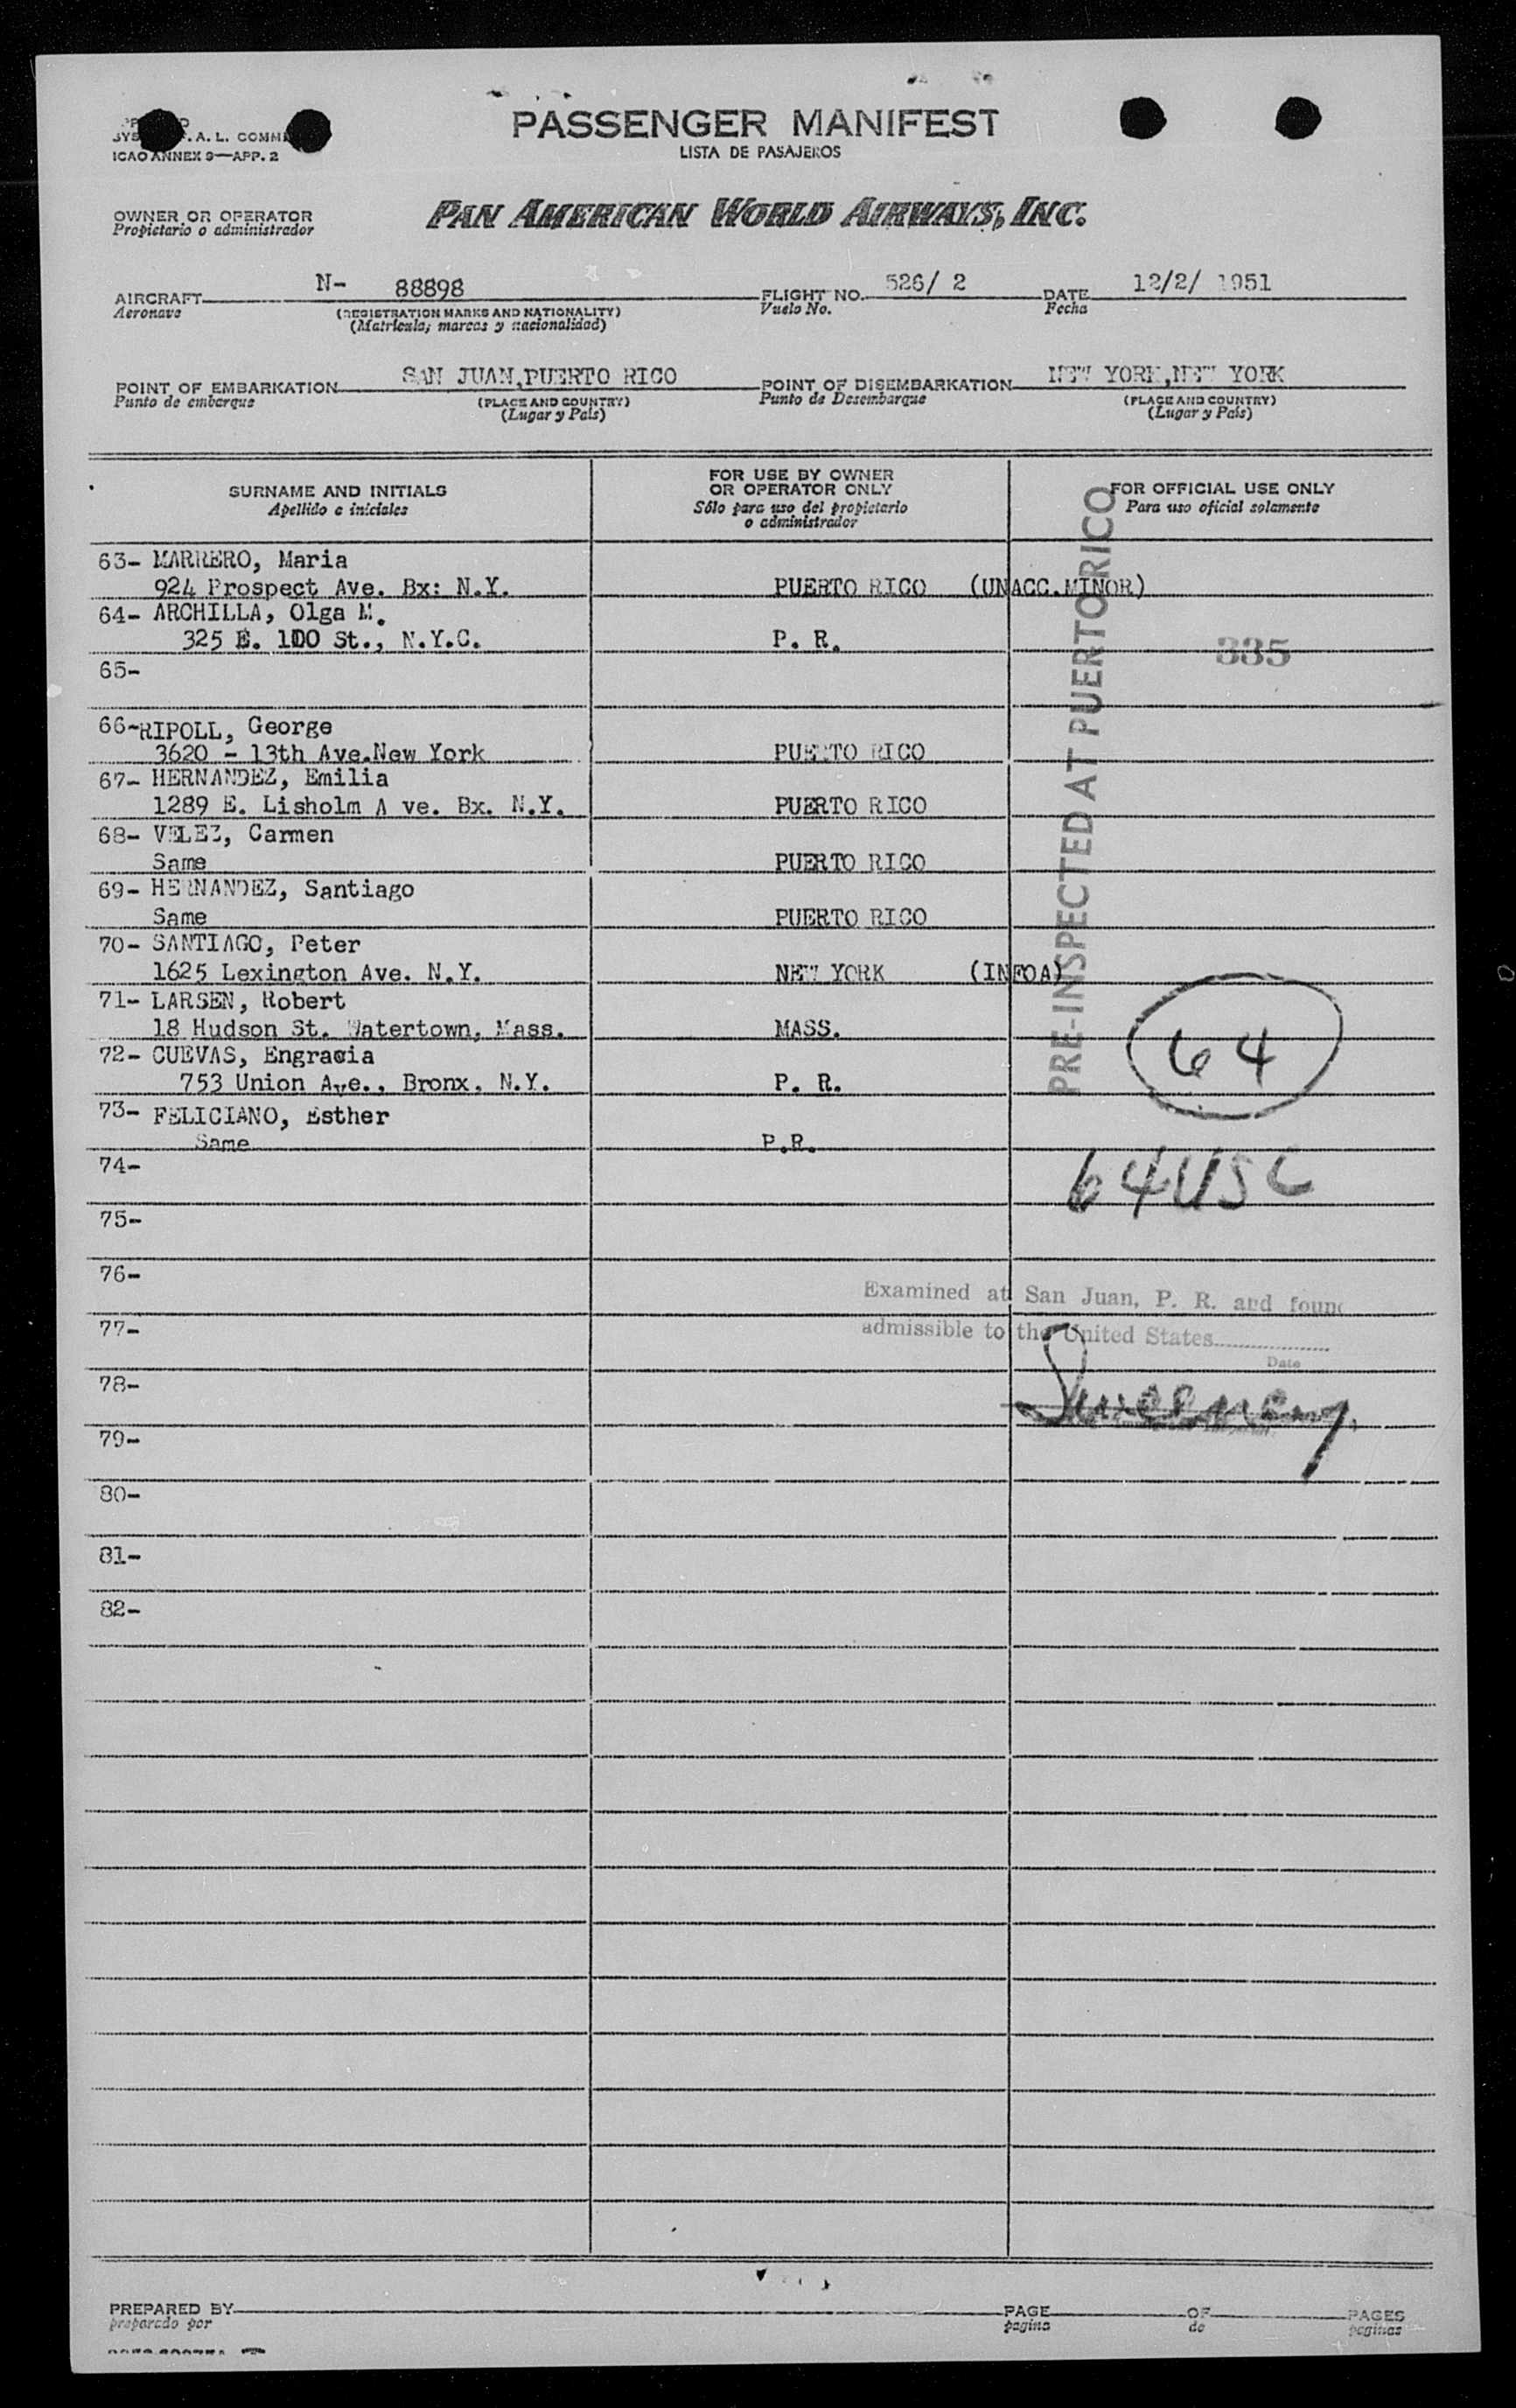 PASSENGER MANIFEST
LISTA DE PASAJEROS
A. L.
ICAO ANNEX 9—APP. 2
OWNER OR OPERATOR
Propietario o administrador
PAN AMERICAN WORLD AIRWAYS, INC.
AIRCRAFT N- 88898 FLIGHT NO. 526/ 2 DATE 12/2/ 1951
Aeronave (REGISTRATION MARKS AND NATIONALITY) Vuelo No. Fecha
(Matrícula, marcas y nacionalidad)
POINT OF EMBARKATION SAN JUAN,PUERTO RICO POINT OF DISEMBARKATION NEW YORK,NEW YORK
Punto de embarque (PLACE AND COUNTRY) Punto de Desembarque (PLACE AND COUNTRY)
(Lugar y País) (Lugar y País)
SURNAME AND INITIALS FOR USE BY OWNER OR OPERATOR ONLY FOR OFFICIAL USE ONLY
Apellido e iniciales Sólo para uso del propietario o administrador Para uso oficial solamente
PRE-INSPECTED AT PUERTO RICO
63- MARRERO, Maria
924 Prospect Ave. Bx: N.Y. PUERTO RICO (UNACC.MINOR)
64- ARCHILLA, Olga M.
325 E. 100 St., N.Y.C. P. R. 335
65-
66- RIPOLL, George
3620 - 13th Ave.New York PUERTO RICO
67- HERNANDEZ, Emilia
1289 E. Lisholm A ve. Bx. N.Y. PUERTO RICO
68- VELEZ, Carmen
Same PUERTO RICO
69- HERNANDEZ, Santiago
Same PUERTO RICO
70- SANTIAGO, Peter
1625 Lexington Ave. N.Y. NEW YORK (INFOA)
71- LARSEN, Robert
18 Hudson St. Watertown, Mass. MASS.
64
72- CUEVAS, Engracia
753 Union Ave., Bronx, N.Y. P. R.
73- FELICIANO, Esther
Same P.R.
74-
64 USC
75-
76-
Examined at San Juan, P. R. and found
77-
admissible to the United States
Date
78-
Sweeney
79-
80-
81-
82-
PREPARED BY PAGE OF PAGES
preparado por pagina de paginas